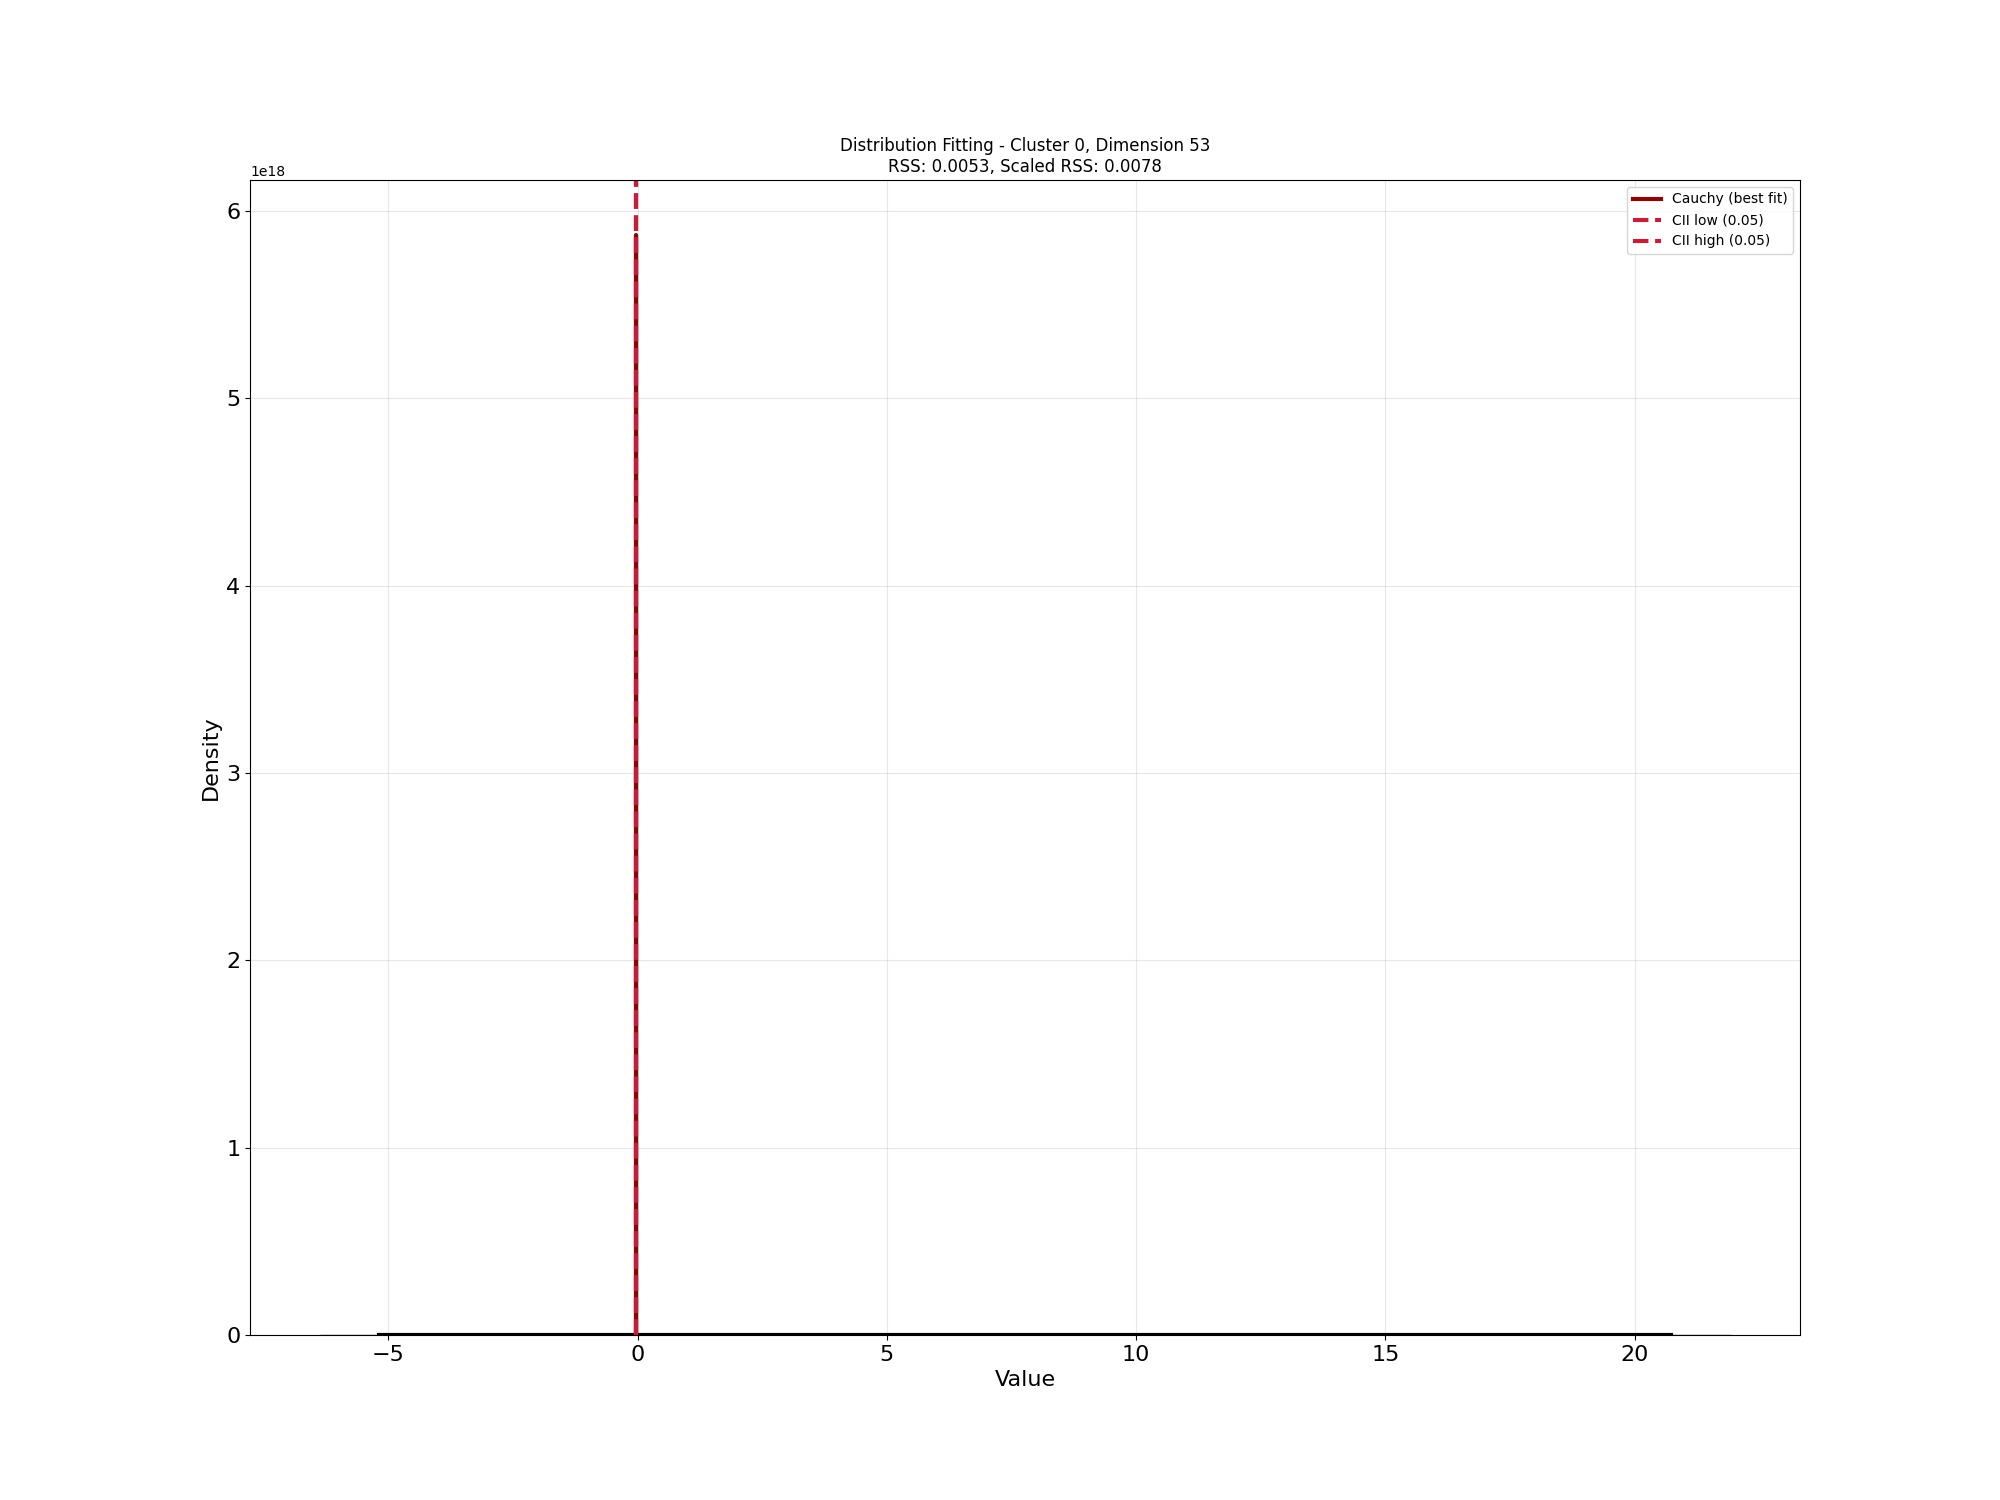 Distribution Fitting - Cluster 0, Dimension 53
RSS: 0.0053, Scaled RSS: 0.0078
1e18
Cauchy (best fit)
CII low (0.05)
CII high (0.05)
6
5
4
3
2
1
0
Density
−5
0
5
10
15
20
Value